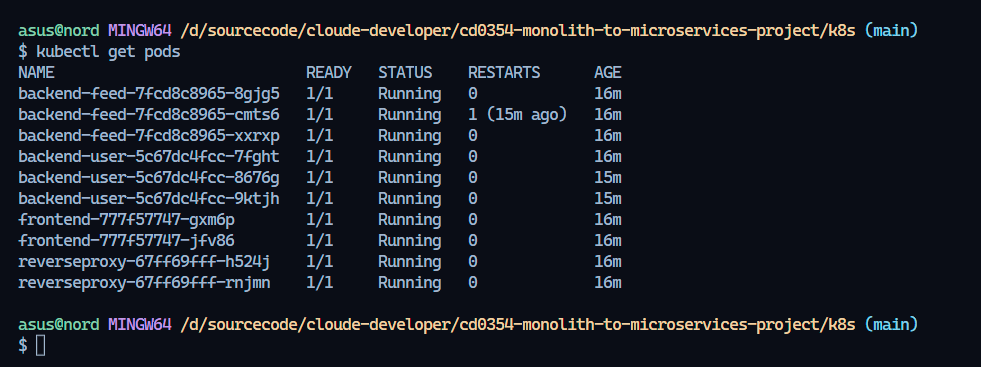 asus@nord MINGW64 /d/sourcecode/cloude-developer/cd0354-monolith-to-microservices-project/k8s (main)
$ kubectl get pods
NAME                            READY   STATUS    RESTARTS      AGE
backend-feed-7fcd8c8965-8gjg5   1/1     Running   0             16m
backend-feed-7fcd8c8965-cmts6   1/1     Running   1 (15m ago)   16m
backend-feed-7fcd8c8965-xxrxp   1/1     Running   0             16m
backend-user-5c67dc4fcc-7fght   1/1     Running   0             16m
backend-user-5c67dc4fcc-8676g   1/1     Running   0             15m
backend-user-5c67dc4fcc-9ktjh   1/1     Running   0             15m
frontend-777f57747-gxm6p        1/1     Running   0             16m
frontend-777f57747-jfv86        1/1     Running   0             16m
reverseproxy-67ff69fff-h524j    1/1     Running   0             16m
reverseproxy-67ff69fff-rnjmn    1/1     Running   0             16m
asus@nord MINGW64 /d/sourcecode/cloude-developer/cd0354-monolith-to-microservices-project/k8s (main)
$